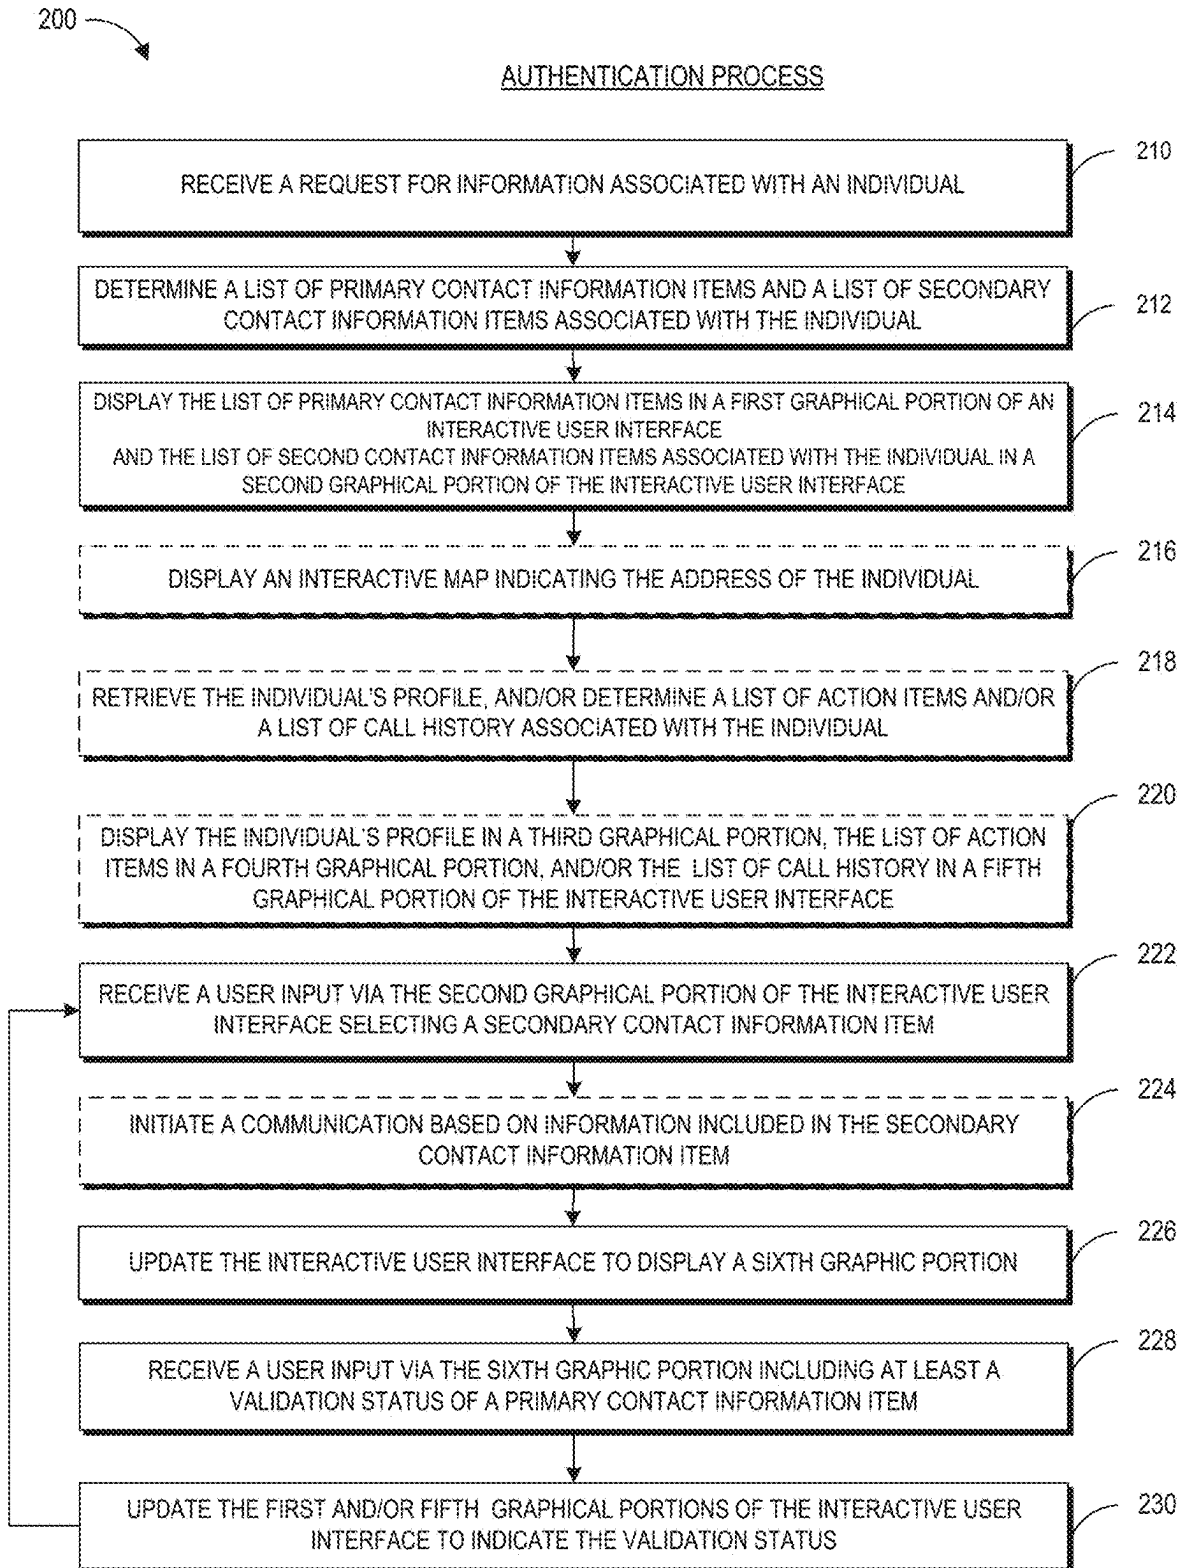 200
AUTHENTICATION PROCESS
210
RECEIVE A REQUEST FOR INFORMATION ASSOCIATED WITH AN INDIVIDUAL
DETERMINE A LIST OF PRIMARY CONTACT INFORMATION ITEMS AND A LIST OF SECONDARY
CONTACT INFORMATION ITEMS ASSOCIATED WITH THE INDIVIDUAL
212
DISPLAY THE LIST OF PRIMARY CONTACT INFORMATION ITEMS IN A FIRST GRAPHICAL PORTION OF AN
INTERACTIVE USER INTERFACE
AND THE LIST OF SECOND CONTACT INFORMATION ITEMS ASSOCIATED WITH THE INDIVIDUAL IN A
SECOND GRAPHICAL PORTION OF THE INTERACTIVE USER INTERFACE
214
216
DISPLAY AN INTERACTIVE MAP INDICATING THE ADDRESS OF THE INDIVIDUAL
218
RETRIEVE THE INDIVIDUAL'S PROFILE, AND/OR DETERMINE A LIST OF ACTION ITEMS AND/OR
A LIST OF CALL HISTORY ASSOCIATED WITH THE INDIVIDUAL
220
DISPLAY THE INDIVIDUAL'S PROFILE IN A THIRD GRAPHICAL PORTION, THE LIST OF ACTION
ITEMS IN A FOURTH GRAPHICAL PORTION, AND/OR THE LIST OF CALL HISTORY IN A FIFTH
GRAPHICAL PORTION OF THE INTERACTIVE USER INTERFACE
222
RECEIVE A USER INPUT VIA THE SECOND GRAPHICAL PORTION OF THE INTERACTIVE USER
INTERFACE SELECTING A SECONDARY CONTACT INFORMATION ITEM
224
INITIATE A COMMUNICATION BASED ON INFORMATION INCLUDED IN THE SECONDARY
CONTACT INFORMATION ITEM
226
UPDATE THE INTERACTIVE USER INTERFACE TO DISPLAY A SIXTH GRAPHIC PORTION
228
RECEIVE A USER INPUT VIA THE SIXTH GRAPHIC PORTION INCLUDING AT LEAST A
VALIDATION STATUS OF A PRIMARY CONTACT INFORMATION ITEM
230
UPDATE THE FIRST AND/OR FIFTH GRAPHICAL PORTIONS OF THE INTERACTIVE USER
INTERFACE TO INDICATE THE VALIDATION STATUS